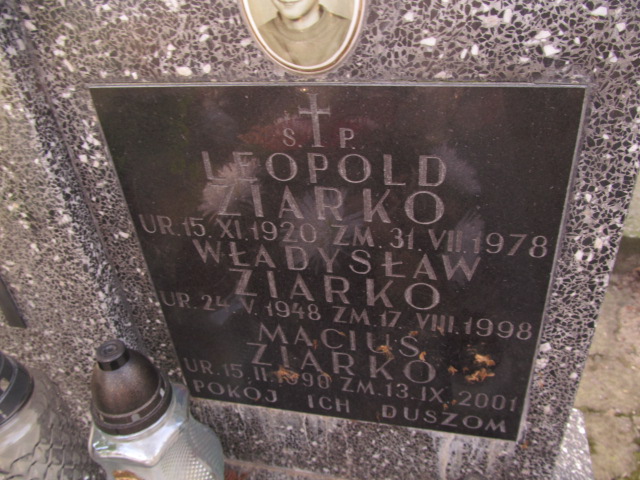 Ś. P.
LEOPOLD
ZIARKO
UR. 15. XI. 1920 ZM. 31. VII. 1978
WŁADYSŁAW
ZIARKO
UR. 24. V. 1948 ZM. 17. VIII. 1998
MACIUŚ
ZIARKO
UR. 15. II. 1990 ZM. 13. IX. 2001
POKÓJ ICH DUSZOM